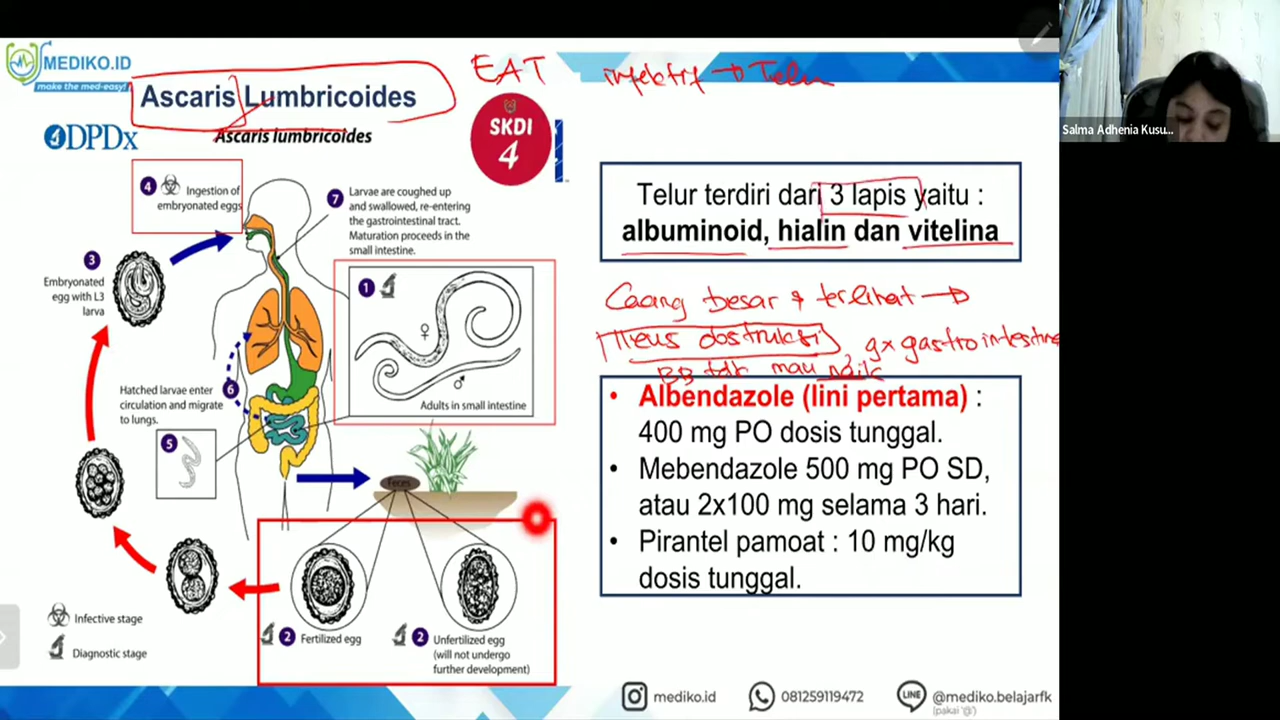 MEDIKO.ID
make the med-easy!
EAT infektif → Telur
Ascaris Lumbricoides
DPDx
Ascaris lumbricoides
SKDI
4
Salma Adhenia Kusu...
4 Ingestion of
embryonated eggs
7 Larvae are coughed up
and swallowed, re-entering
the gastrointestinal tract.
Maturation proceeds in the
small intestine.
3
Embryonated
egg with L3
larva
1
♀
♂
Adults in small intestine
Hatched larvae enter
circulation and migrate
to lungs.
6
5
Feces
2 Fertilized egg
2 Unfertilized egg
(will not undergo
further development)
Infective stage
Diagnostic stage
Telur terdiri dari 3 lapis yaitu :
albuminoid, hialin dan vitelina
besar & terlihat →
Ileus obstruksi, gx gastrointestinal
BB tdk mau naik
• Albendazole (lini pertama) :
400 mg PO dosis tunggal.
• Mebendazole 500 mg PO SD,
atau 2x100 mg selama 3 hari.
• Pirantel pamoat : 10 mg/kg
dosis tunggal.
mediko.id
081259119472
LINE
@mediko.belajarfk
(pakai '@')